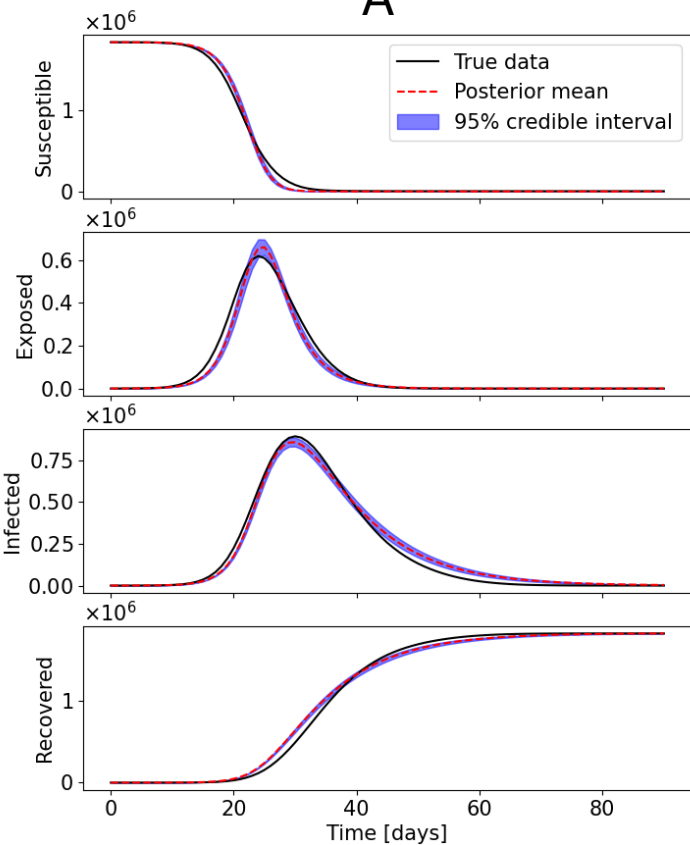 A
×10⁶
Susceptible
1
0
True data
Posterior mean
95% credible interval
×10⁶
Exposed
0.6
0.4
0.2
0.0
×10⁶
Infected
0.75
0.50
0.25
0.00
×10⁶
Recovered
1
0
0 20 40 60 80
Time [days]